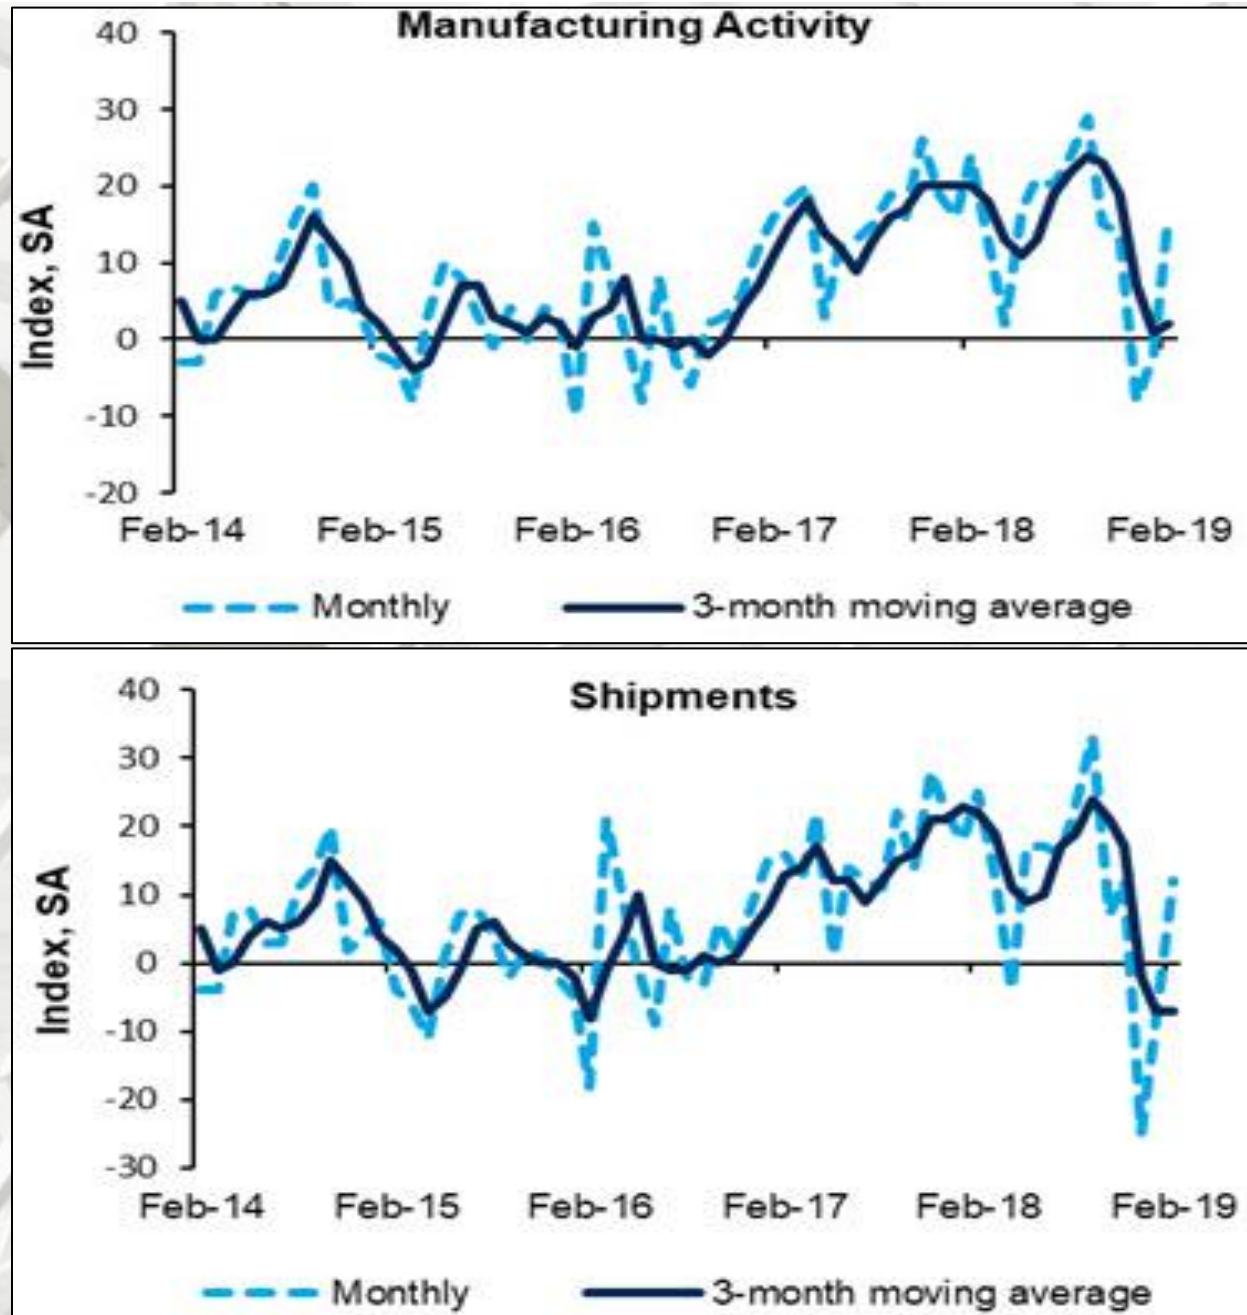 Manufacturing Activity
40
30
20
10
0
-10
-20
Index, SA
Feb-14 Feb-15 Feb-16 Feb-17 Feb-18 Feb-19
Monthly 3-month moving average
Shipments
40
30
20
10
0
-10
-20
-30
Index, SA
Feb-14 Feb-15 Feb-16 Feb-17 Feb-18 Feb-19
Monthly 3-month moving average